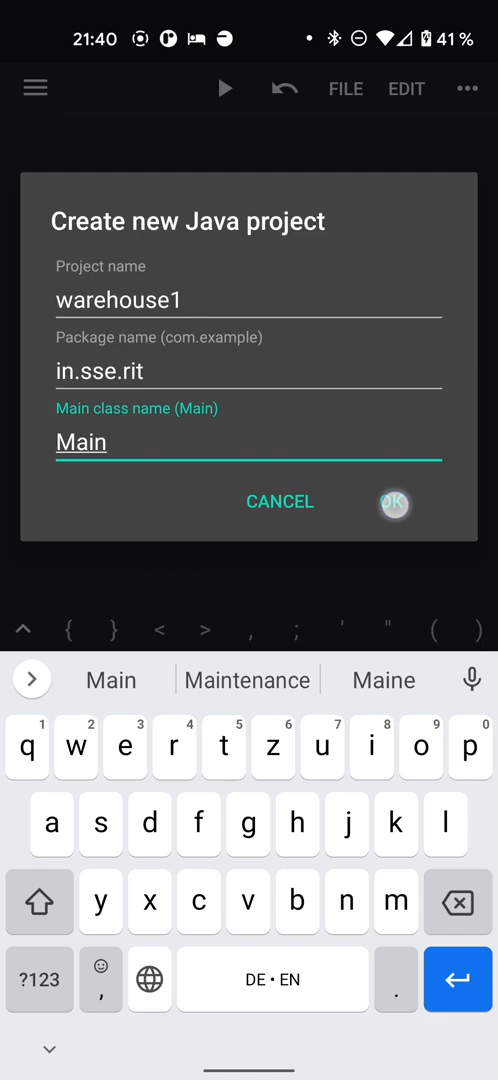 21:40 41 %
FILE EDIT
Create new Java project
Project name
warehouse1
Package name (com.example)
in.sse.rit
Main class name (Main)
Main
CANCEL OK
{ } < > , ; ' " ( )
Main Maintenance Maine
1 2 3 4 5 6 7 8 9 0
q w e r t z u i o p
a s d f g h j k l
y x c v b n m
?123 , DE • EN .